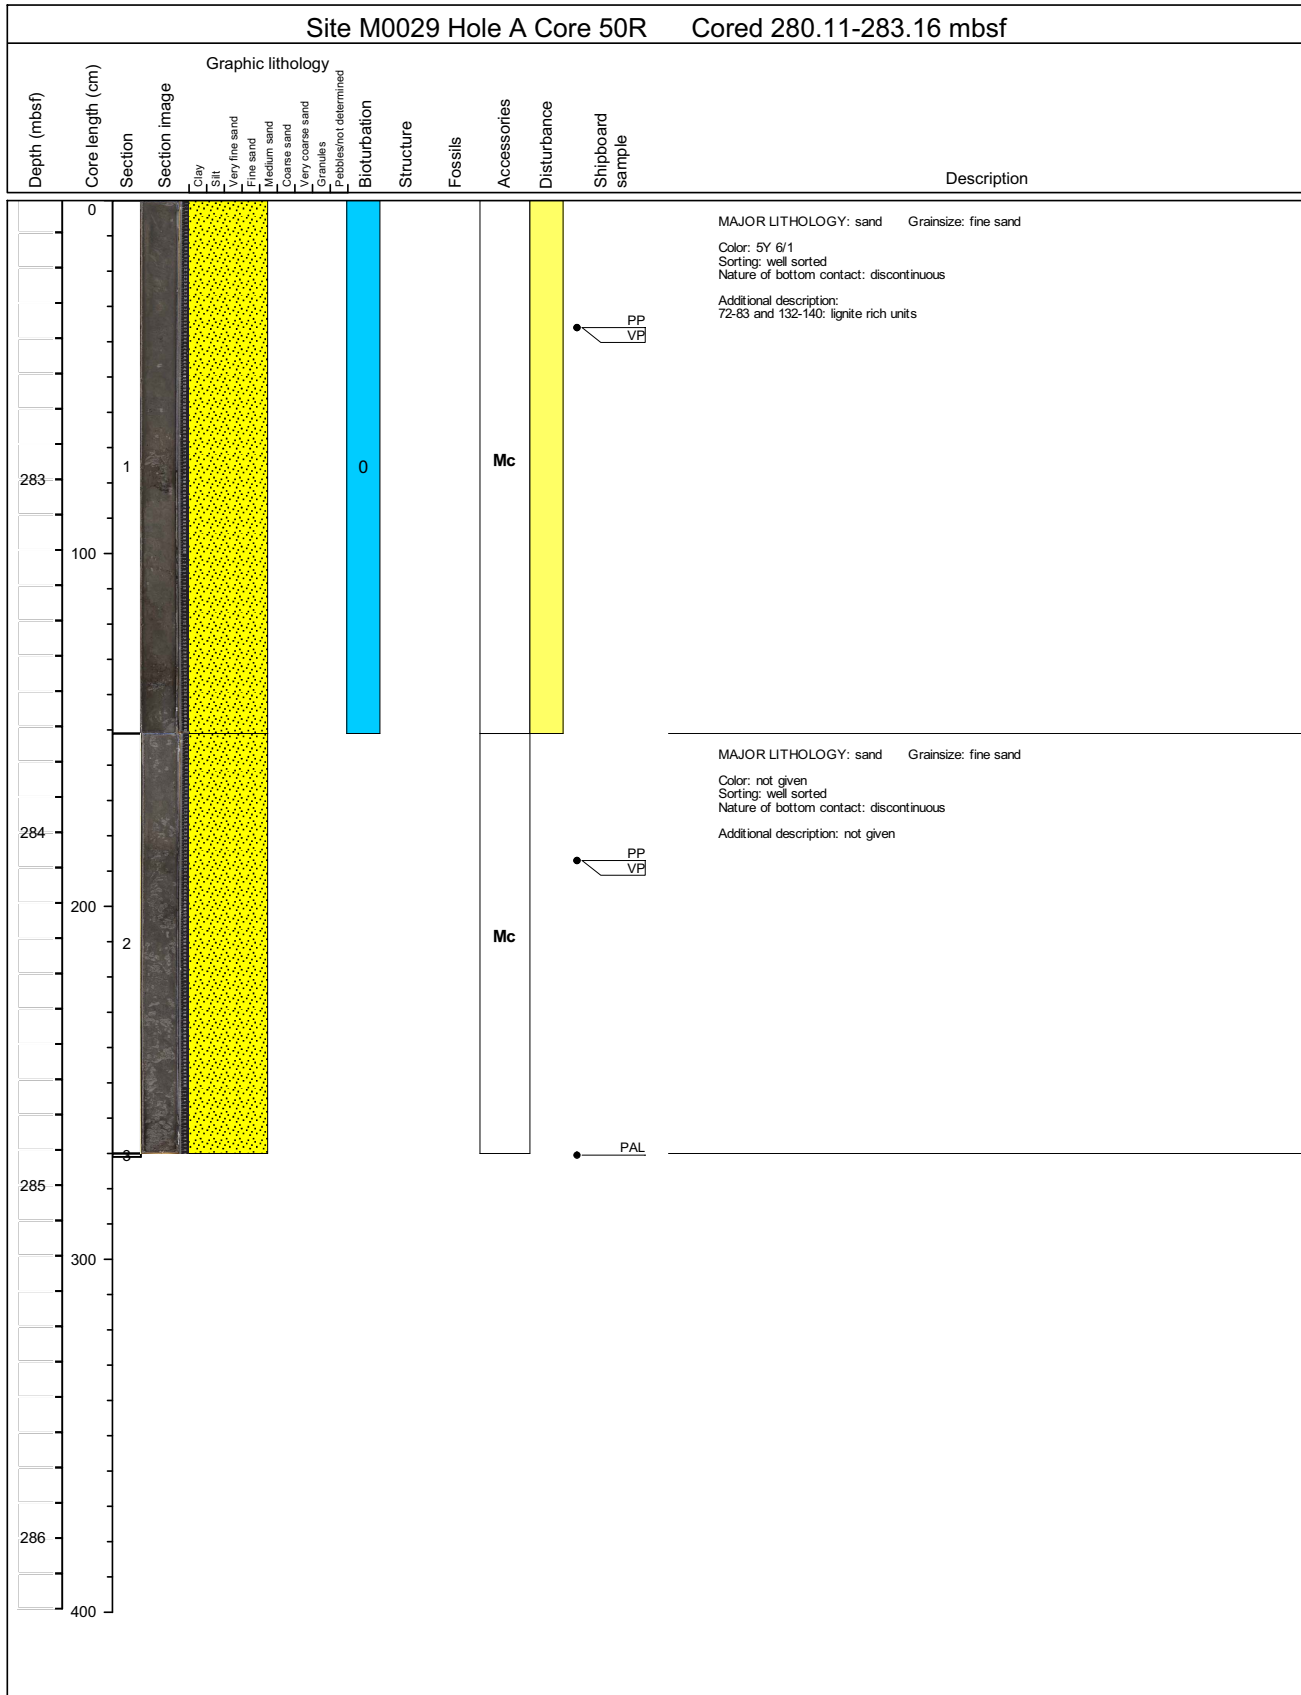 Site M0029 Hole A Core 50R Cored 280.11-283.16 mbsf
Graphic lithology
Depth (mbsf)
Core length (cm)
Section
Section image
Clay
Silt
Very fine sand
Fine sand
Medium sand
Coarse sand
Very coarse sand
Granules
Pebbles/not determined
Bioturbation
Structure
Fossils
Accessories
Disturbance
Shipboard
sample
Description
0
MAJOR LITHOLOGY: sand Grainsize: fine sand
Color: 5Y 6/1
Sorting: well sorted
Nature of bottom contact: discontinuous
Additional description:
72-83 and 132-140: lignite rich units
PP
VP
1
0
Mc
283
100
MAJOR LITHOLOGY: sand Grainsize: fine sand
Color: not given
Sorting: well sorted
Nature of bottom contact: discontinuous
Additional description: not given
284
PP
VP
200
2
Mc
3
PAL
285
300
286
400